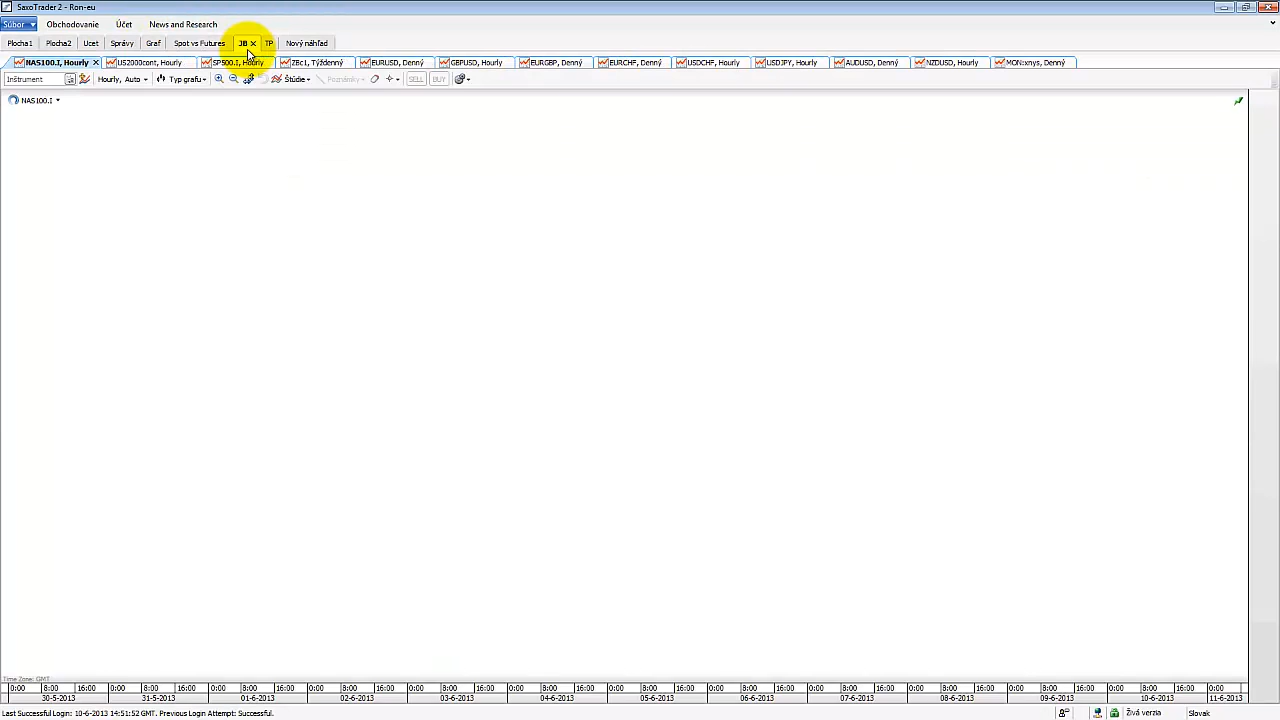 SaxoTrader 2 - Ron-eu
Súbor Obchodovanie Účet News and Research
Plocha1 Plocha2 Ucet Správy Graf Spot vs Futures JB TP Nový náhľad
NAS100.I, Hourly US2000cont, Hourly SP500.I, Hourly ZBc1, Týždenný EURUSD, Denný GBPUSD, Hourly EURGBP, Denný EURCHF, Denný USDCHF, Hourly USDJPY, Hourly AUDUSD, Denný NZDUSD, Hourly MON:xnys, Denný
Inštrument Hourly, Auto Typ grafu Štúdie Poznámky SELL BUY
NAS100.I
Time Zone: GMT
0:00 8:00 16:00 0:00 8:00 16:00 0:00 8:00 16:00 0:00 8:00 16:00 0:00 8:00 16:00 0:00 8:00 16:00 0:00 8:00 16:00 0:00 8:00 16:00 0:00 8:00 16:00 0:00 8:00 16:00 0:00 8:00 16:00 0:00 8:00 16:00 0:00
30-5-2013 31-5-2013 01-6-2013 02-6-2013 03-6-2013 04-6-2013 05-6-2013 06-6-2013 07-6-2013 08-6-2013 09-6-2013 10-6-2013 11-6-2013
Last Successful Login: 10-6-2013 14:51:52 GMT. Previous Login Attempt: Successful. Živá verzia Slovak